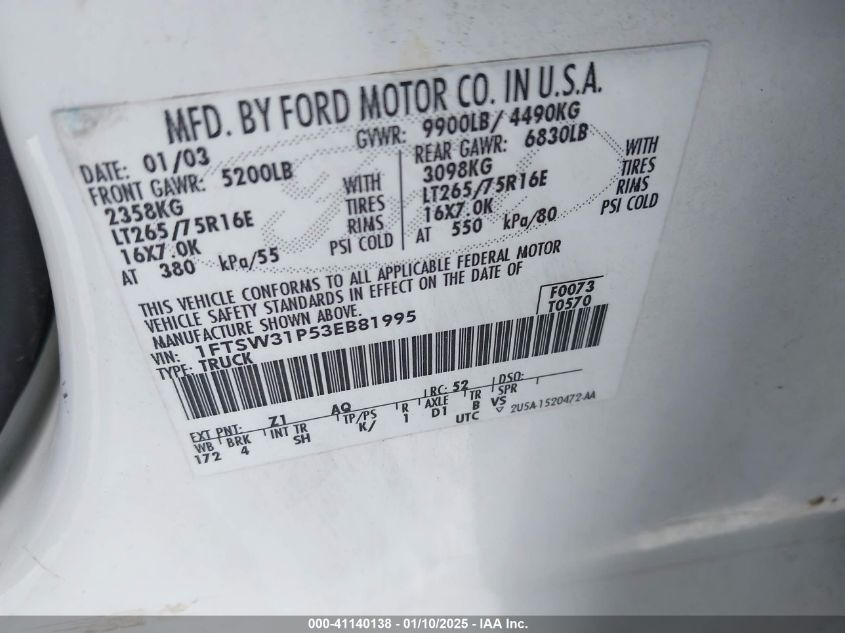 MFD. BY FORD MOTOR CO. IN U.S.A.
DATE: 01/03 GVWR: 9900LB/ 4490KG
FRONT GAWR: 5200LB REAR GAWR: 6830LB
2358KG WITH 3098KG WITH
LT265/75R16E TIRES LT265/75R16E TIRES
16X7.0K RIMS 16X7.0K RIMS
AT 380 kPa/55 PSI COLD AT 550 kPa/80 PSI COLD
THIS VEHICLE CONFORMS TO ALL APPLICABLE FEDERAL MOTOR
VEHICLE SAFETY STANDARDS IN EFFECT ON THE DATE OF
MANUFACTURE SHOWN ABOVE.
F0073
VIN: 1FTSW31P53EB81995 T0570
TYPE: TRUCK
EXT PNT: Z1 AQ RC: 52 DSO:
WB BRK INT TR TP/PS R AXLE TR SPR
172 4 SH K/ 1 D1 B VS
UTC ▽ 2U5A-1520472-AA
000-41140138 - 01/10/2025 - IAA Inc.